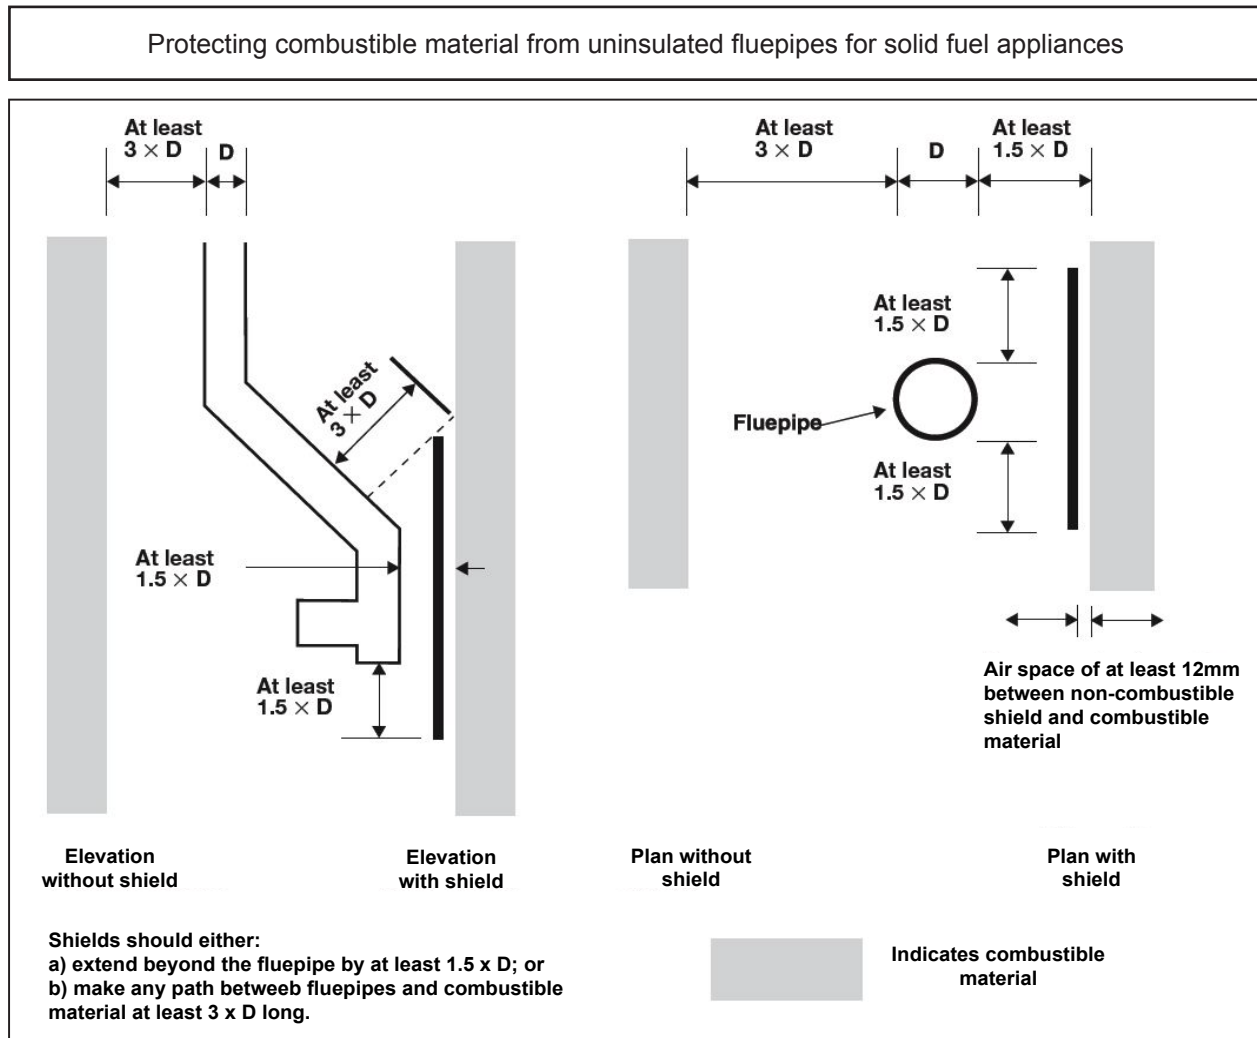 Protecting combustible material from uninsulated fluepipes for solid fuel appliances
At least
3 × D
D
At least
3 × D
D
At least
1.5 × D
At least
3 × D
At least
1.5 × D
At least
1.5 × D
At least
1.5 × D
Fluepipe
At least
1.5 × D
Air space of at least 12mm
between non-combustible
shield and combustible
material
Elevation
without shield
Elevation
with shield
Plan without
shield
Plan with
shield
Shields should either:
a) extend beyond the fluepipe by at least 1.5 x D; or
b) make any path betweeb fluepipes and combustible
material at least 3 x D long.
Indicates combustible
material